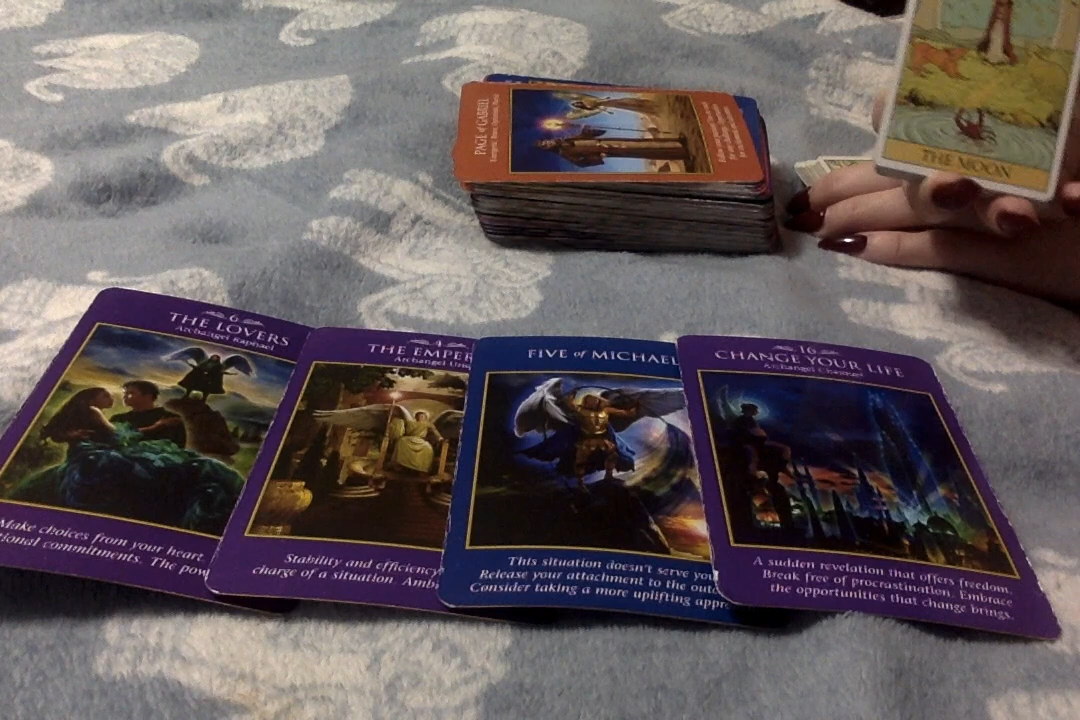 PAGE of GABRIEL
THE MOON
6
THE LOVERS
Archangel Raphael
Make choices from your heart.
tional commitments. The pow
4
THE EMPER
Archangel
Stability and efficiency
charge of a situation. Amb
FIVE of MICHAEL
This situation doesn't serve you
Release your attachment to the outc
Consider taking a more uplifting appr
16
CHANGE YOUR LIFE
Archangel Chamuel
A sudden revelation that offers freedom.
Break free of procrastination. Embrace
the opportunities that change brings.